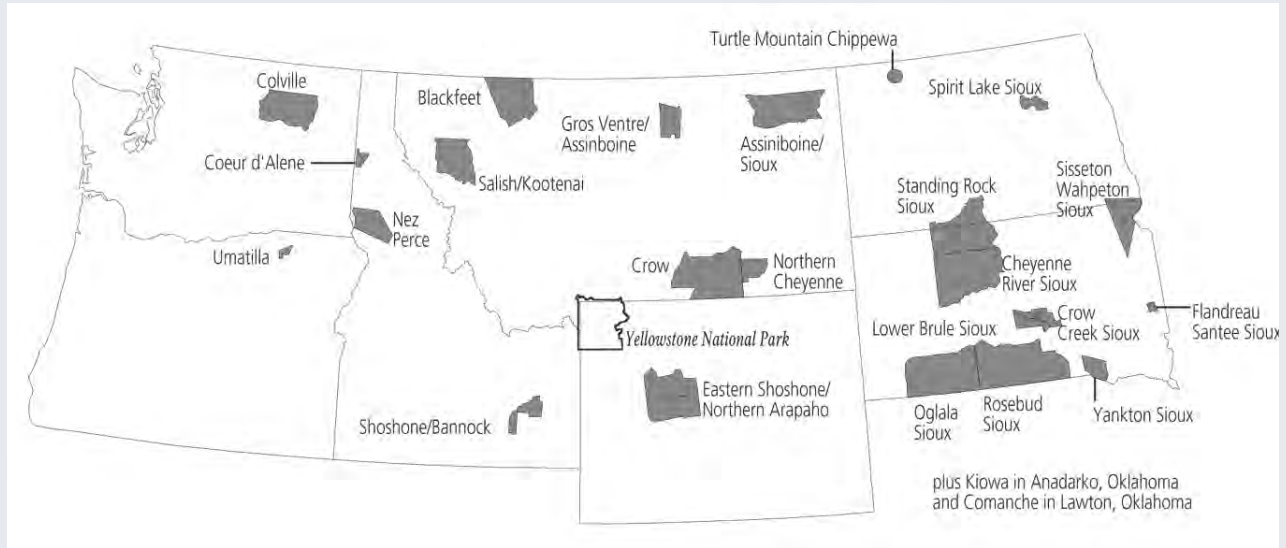 Turtle Mountain Chippewa
Colville
Blackfeet
Spirit Lake Sioux
Gros Ventre/
Assinboine
Assiniboine/
Sioux
Coeur d'Alene
Salish/Kootenai
Standing Rock
Sioux
Sisseton
Wahpeton
Sioux
Nez
Perce
Umatilla
Crow
Northern
Cheyenne
Cheyenne
River Sioux
Yellowstone National Park
Lower Brule Sioux
Crow
Creek Sioux
Flandreau
Santee Sioux
Eastern Shoshone/
Northern Arapaho
Shoshone/Bannock
Oglala
Sioux
Rosebud
Sioux
Yankton Sioux
plus Kiowa in Anadarko, Oklahoma
and Comanche in Lawton, Oklahoma